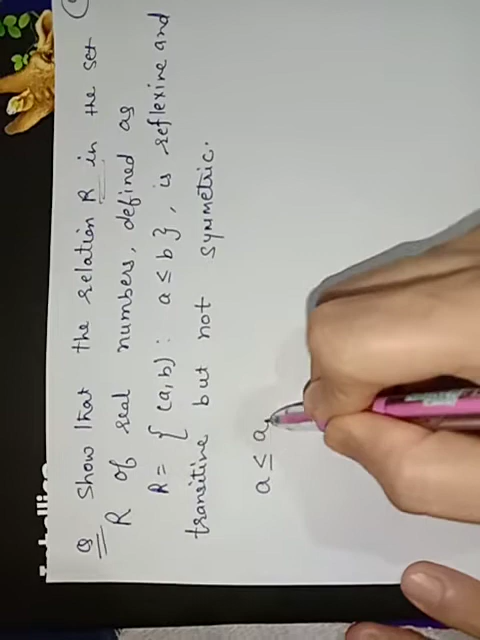 Q Show that the relation R in the set
R of real numbers, defined as
R = { (a,b) : a ≤ b } , is reflexive and
transitive but not symmetric.
a ≤ a,